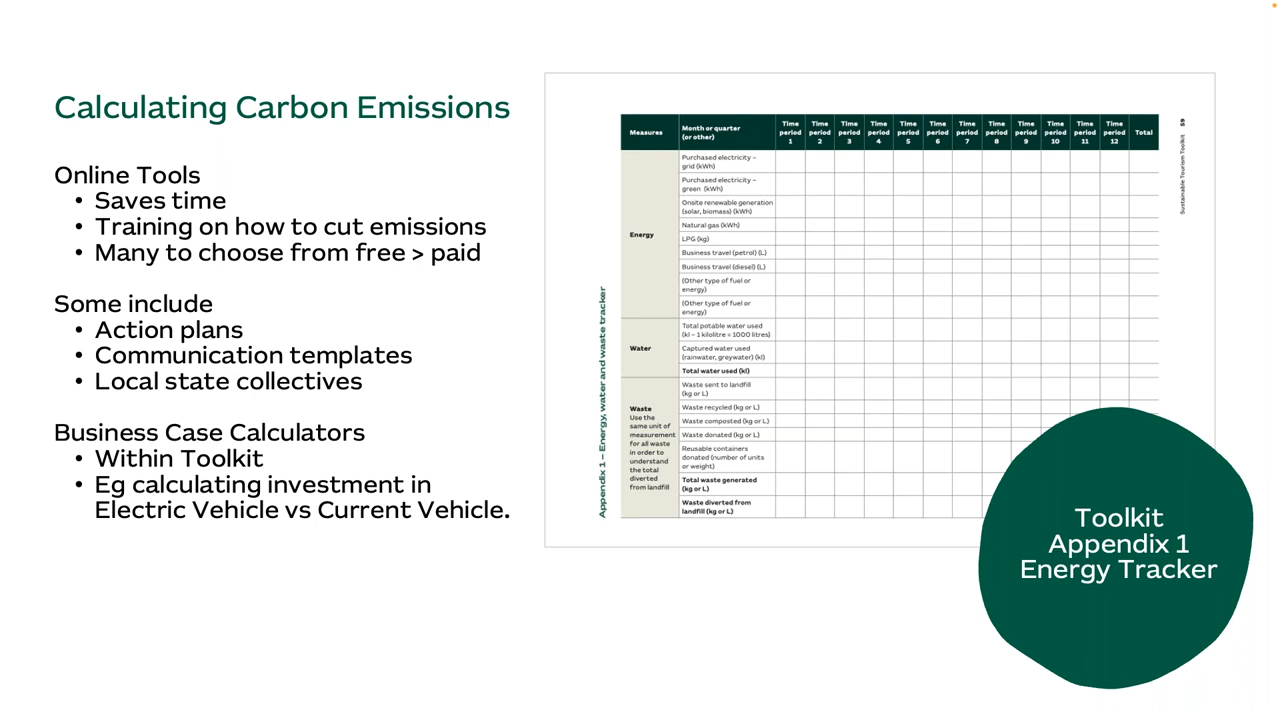 Calculating Carbon Emissions
Online Tools
• Saves time
• Training on how to cut emissions
• Many to choose from free > paid
Some include
• Action plans
• Communication templates
• Local state collectives
Business Case Calculators
• Within Toolkit
• Eg calculating investment in
Electric Vehicle vs Current Vehicle.
Appendix 1 – Energy, water and waste tracker
Measures
Month or quarter
(or other)
Time
period
1
Time
period
2
Time
period
3
Time
period
4
Time
period
5
Time
period
6
Time
period
7
Time
period
8
Time
period
9
Time
period
10
Time
period
11
Time
period
12
Total
Energy
Purchased electricity –
grid (kWh)
Purchased electricity –
green (kWh)
Onsite renewable generation
(solar, biomass) (kWh)
Natural gas (kWh)
LPG (kg)
Business travel (petrol) (L)
Business travel (diesel) (L)
(Other type of fuel or
energy)
(Other type of fuel or
energy)
Water
Total potable water used
(kl – 1 kilolitre = 1000 litres)
Captured water used
(rainwater, greywater) (kl)
Total water used (kl)
Waste
Use the
same unit of
measurement
for all waste
in order to
understand
the total
diverted
from landfill
Waste sent to landfill
(kg or L)
Waste recycled (kg or L)
Waste composted (kg or L)
Waste donated (kg or L)
Reusable containers
donated (number of units
or weight)
Total waste generated
(kg or L)
Waste diverted from
landfill (kg or L)
Sustainable Tourism Toolkit 59
Toolkit
Appendix 1
Energy Tracker